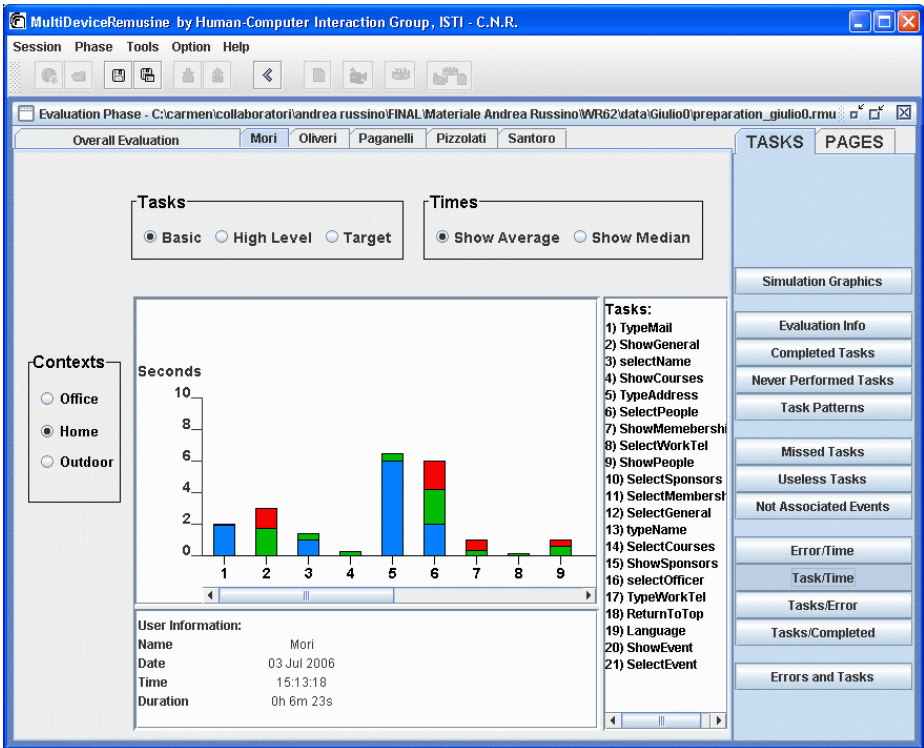 MultiDeviceRemusine by Human-Computer Interaction Group, ISTI - C.N.R.
Session Phase Tools Option Help
Evaluation Phase - C:\carmen\collaboratori\andrea russino\FINAL\Materiale Andrea Russino\WR62\data\Giulio0\preparation_giulio0.rmu
Overall Evaluation Mori Oliveri Paganelli Pizzolati Santoro
TASKS PAGES
Tasks
Basic High Level Target
Times
Show Average Show Median
Contexts
Office
Home
Outdoor
Seconds
10
8
6
4
2
0
1 2 3 4 5 6 7 8 9
Tasks:
1) TypeMail
2) ShowGeneral
3) selectName
4) ShowCourses
5) TypeAddress
6) SelectPeople
7) ShowMemebershi
8) SelectWorkTel
9) ShowPeople
10) SelectSponsors
11) SelectMembersh
12) SelectGeneral
13) typeName
14) SelectCourses
15) ShowSponsors
16) selectOfficer
17) TypeWorkTel
18) ReturnToTop
19) Language
20) ShowEvent
21) SelectEvent
User Information:
Name Mori
Date 03 Jul 2006
Time 15:13:18
Duration 0h 6m 23s
Simulation Graphics
Evaluation Info
Completed Tasks
Never Performed Tasks
Task Patterns
Missed Tasks
Useless Tasks
Not Associated Events
Error/Time
Task/Time
Tasks/Error
Tasks/Completed
Errors and Tasks